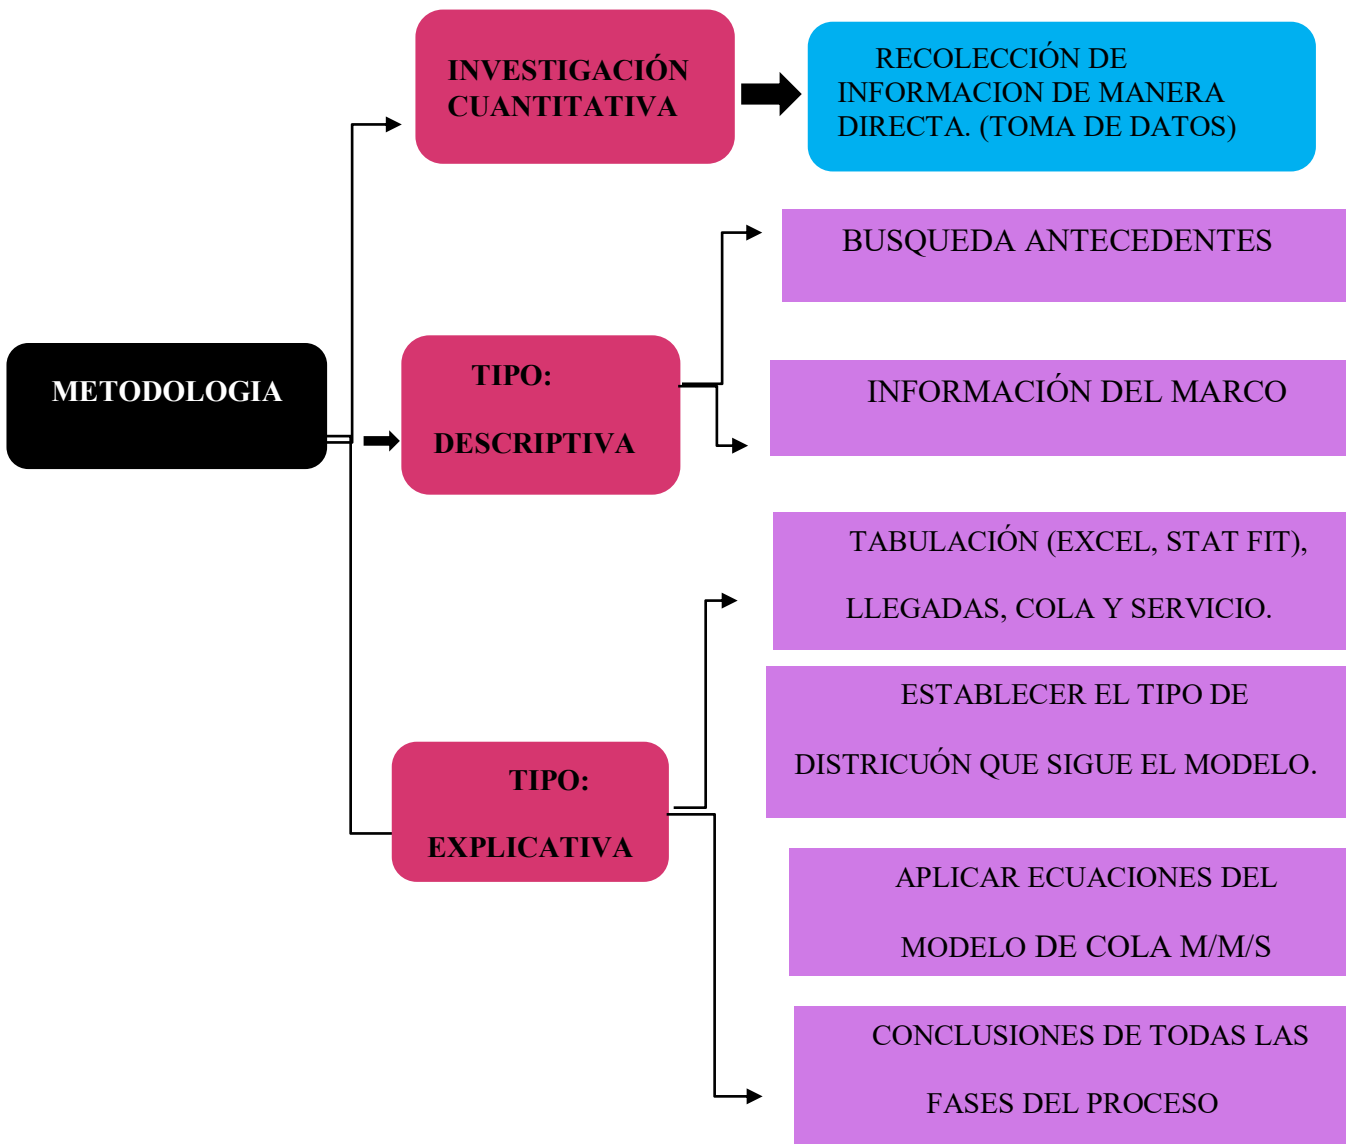 INVESTIGACIÓN
CUANTITATIVA
RECOLECCIÓN DE
INFORMACION DE MANERA
DIRECTA. (TOMA DE DATOS)
BUSQUEDA ANTECEDENTES
METODOLOGIA
TIPO:
DESCRIPTIVA
INFORMACIÓN DEL MARCO
TABULACIÓN (EXCEL, STAT FIT),
LLEGADAS, COLA Y SERVICIO.
ESTABLECER EL TIPO DE
DISTRICUÓN QUE SIGUE EL MODELO.
TIPO:
EXPLICATIVA
APLICAR ECUACIONES DEL
MODELO DE COLA M/M/S
CONCLUSIONES DE TODAS LAS
FASES DEL PROCESO